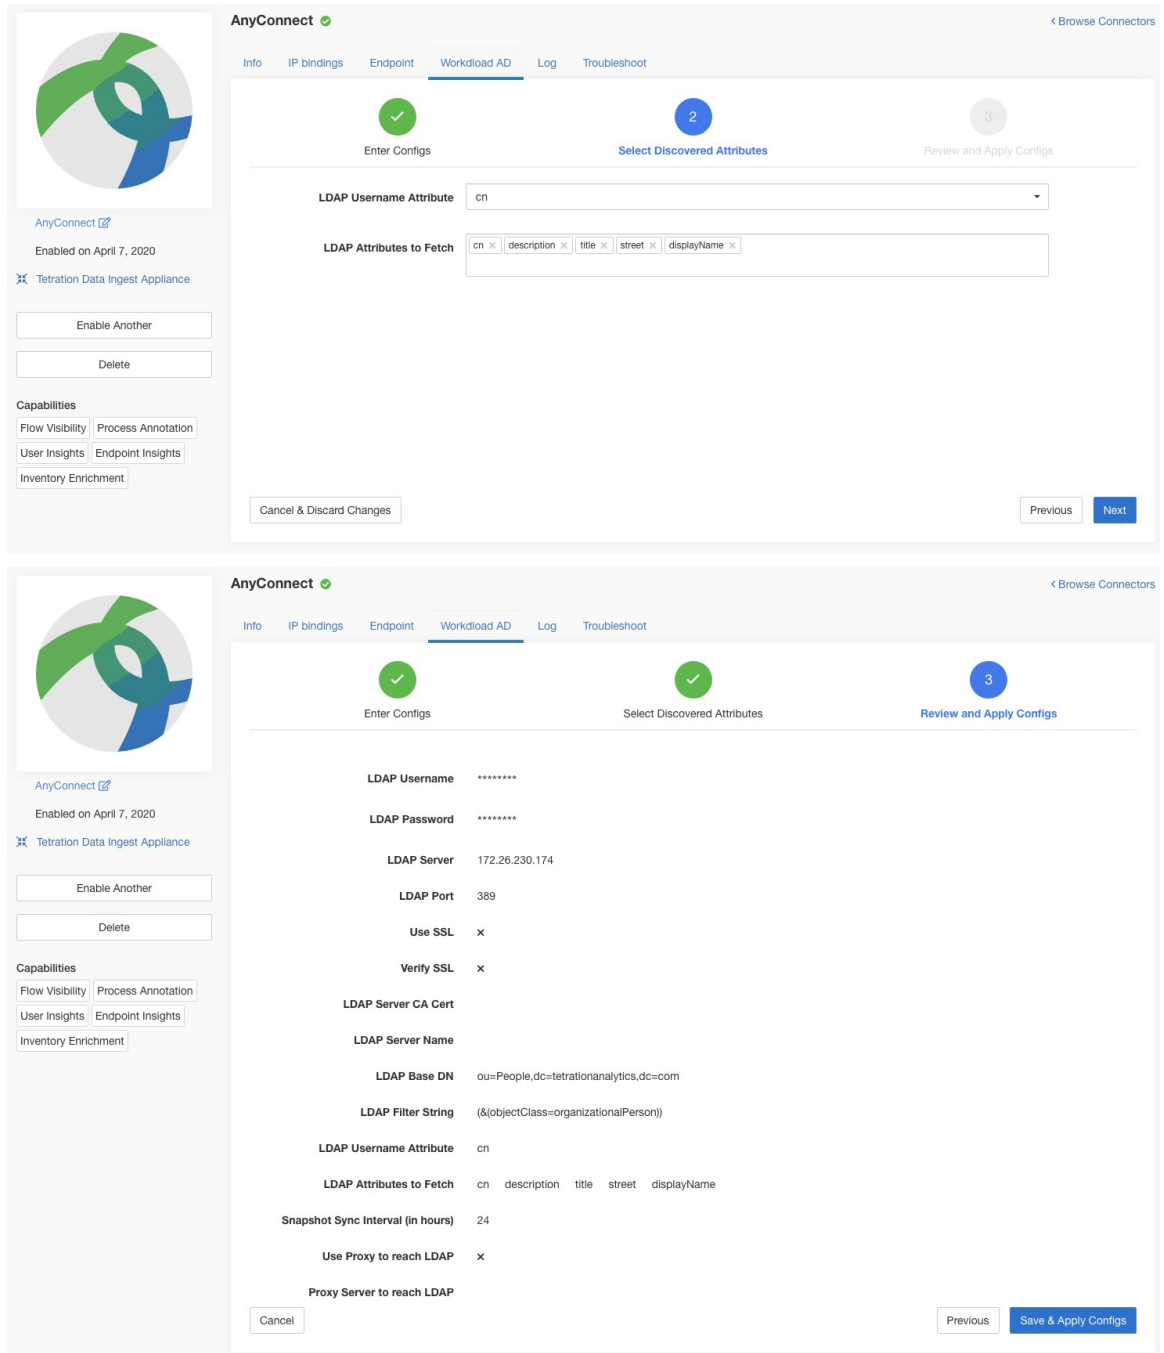 AnyConnect
< Browse Connectors
Info IP bindings Endpoint Workdload AD Log Troubleshoot
2 3
Enter Configs Select Discovered Attributes Review and Apply Configs
LDAP Username Attribute cn
AnyConnect
LDAP Attributes to Fetch cn × description × title × street × displayName ×
Enabled on April 7, 2020
Tetration Data Ingest Appliance
Enable Another
Delete
Capabilities
Flow Visibility Process Annotation
User Insights Endpoint Insights
Inventory Enrichment
Cancel & Discard Changes Previous Next
AnyConnect
< Browse Connectors
Info IP bindings Endpoint Workdload AD Log Troubleshoot
3
Enter Configs Select Discovered Attributes Review and Apply Configs
AnyConnect
Enabled on April 7, 2020
Tetration Data Ingest Appliance
Enable Another
Delete
Capabilities
Flow Visibility Process Annotation
User Insights Endpoint Insights
Inventory Enrichment
LDAP Username ********
LDAP Password ********
LDAP Server 172.26.230.174
LDAP Port 389
Use SSL ×
Verify SSL ×
LDAP Server CA Cert
LDAP Server Name
LDAP Base DN ou=People,dc=tetrationanalytics,dc=com
LDAP Filter String (&(objectClass=organizationalPerson))
LDAP Username Attribute cn
LDAP Attributes to Fetch cn description title street displayName
Snapshot Sync Interval (in hours) 24
Use Proxy to reach LDAP ×
Proxy Server to reach LDAP
Cancel Previous Save & Apply Configs